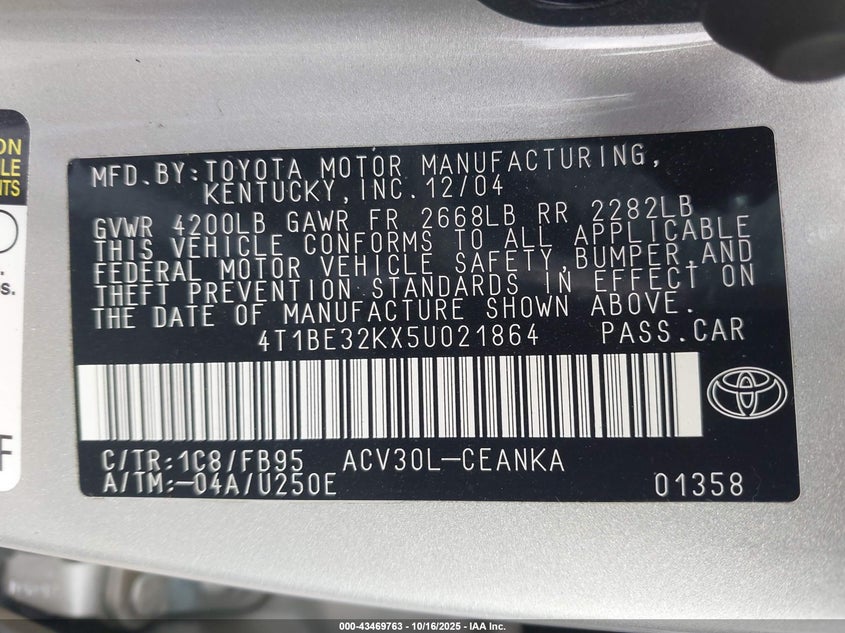 ON
LE
TS
MFD.BY:TOYOTA MOTOR MANUFACTURING,
KENTUCKY,INC.12/04
GVWR 4200LB GAWR FR 2668LB RR 2282LB
THIS VEHICLE CONFORMS TO ALL APPLICABLE
FEDERAL MOTOR VEHICLE SAFETY,BUMPER,AND
THEFT PREVENTION STANDARDS IN EFFECT ON
THE DATE OF MANUFACTURE SHOWN ABOVE.
4T1BE32KX5U021864 PASS.CAR
C/TR:1C8/FB95 ACV30L-CEANKA
A/TM:-04A/U250E 01358
000-43469763 - 10/16/2025 - IAA Inc.